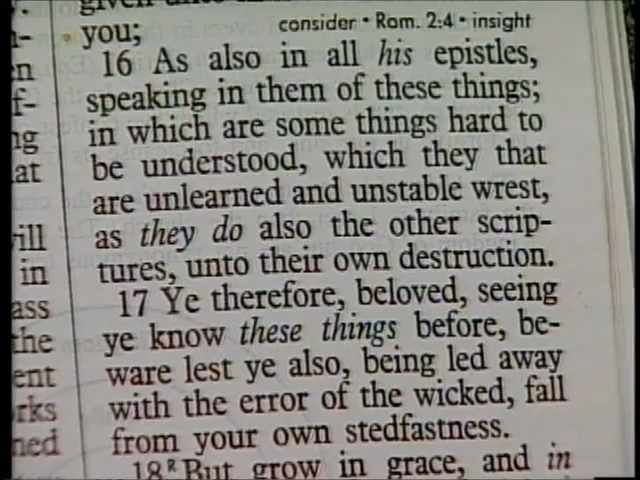 you;
consider • Rom. 2:4 • insight
16 As also in all his epistles,
speaking in them of these things;
in which are some things hard to
be understood, which they that
are unlearned and unstable wrest,
as they do also the other scrip-
tures, unto their own destruction.
17 Ye therefore, beloved, seeing
ye know these things before, be-
ware lest ye also, being led away
with the error of the wicked, fall
from your own stedfastness.
18ᴿ But grow in grace, and in